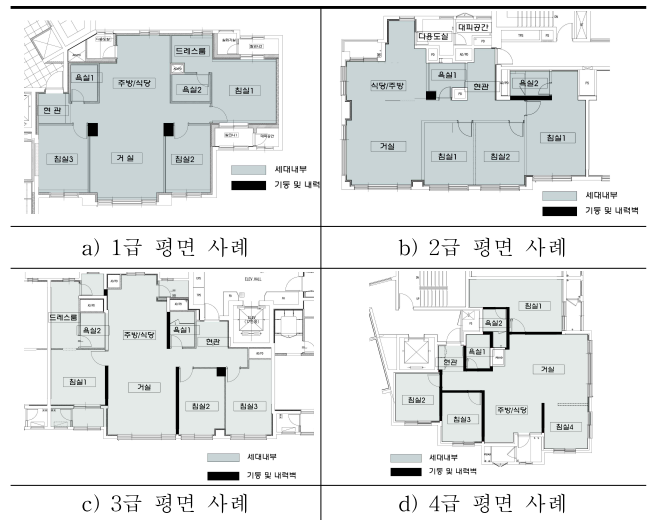 다용도실
드레스룸
욕실1
주방/식당
욕실2
침실1
현 관
침실3
거 실
침실2
세대내부
기둥 및 내력
a) 1급 평면 사례
대피공간
다용도실
식당/주방
욕실1
현관
욕실2
거실
침실1
침실2
침실1
세대내부
기둥 및 내력벽
b) 2급 평면 사례
드레스룸
욕실2
주방/식당
욕실1
현관
침실1
거실
침실2
침실3
세대내부
기둥 및 내력벽
c) 3급 평면 사례
침실1
욕실2
현관
욕실1
거실
침실2
침실3
주방/식당
침실4
세대내부
기둥 및 내력벽
d) 4급 평면 사례